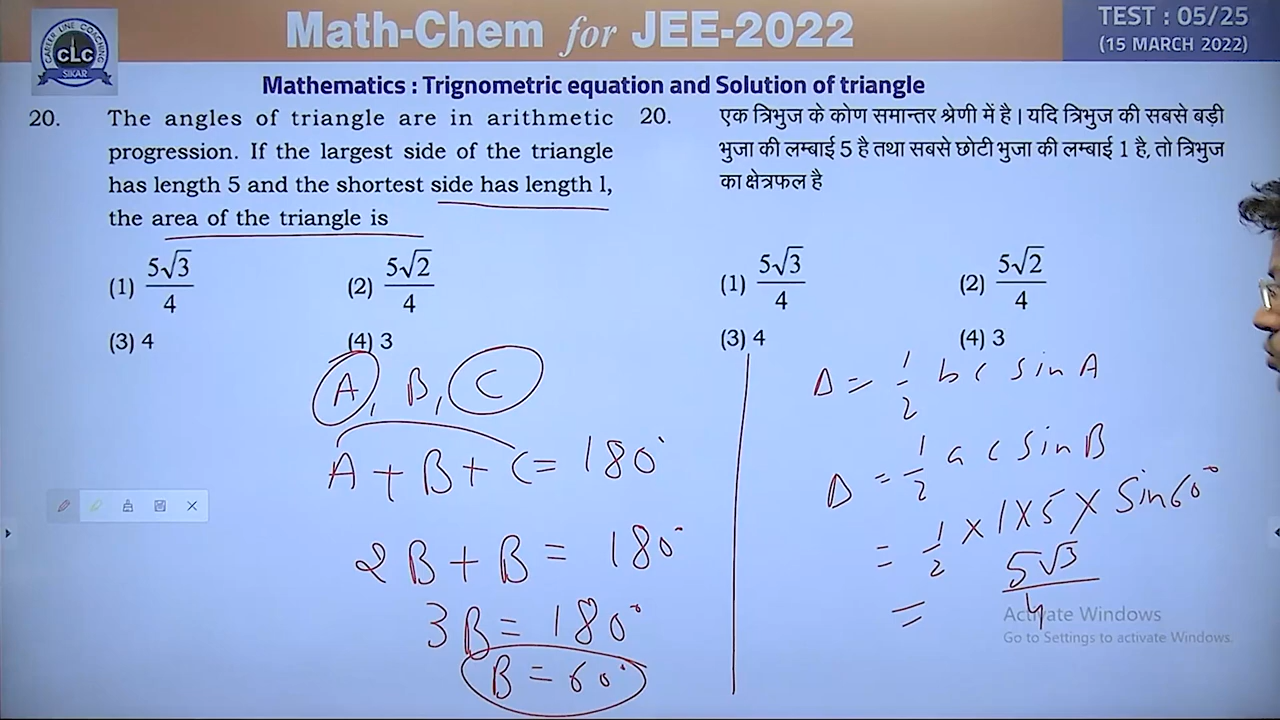 CAREER LINE COACHING
CLC
SIKAR
Math-Chem for JEE-2022
TEST : 05/25
(15 MARCH 2022)
Mathematics : Trignometric equation and Solution of triangle
20. The angles of triangle are in arithmetic
progression. If the largest side of the triangle
has length 5 and the shortest side has length 1,
the area of the triangle is
(1) 5√3/4 (2) 5√2/4
(3) 4 (4) 3
20. एक त्रिभुज के कोण समान्तर श्रेणी में है। यदि त्रिभुज की सबसे बड़ी
भुजा की लम्बाई 5 है तथा सबसे छोटी भुजा की लम्बाई 1 है, तो त्रिभुज
का क्षेत्रफल है
(1) 5√3/4 (2) 5√2/4
(3) 4 (4) 3
A, B, C
A + B + C = 180°
2B + B = 180°
3B = 180°
B = 60°
Δ = 1/2 bc sin A
Δ = 1/2 ac sin B
= 1/2 × 1 × 5 × Sin 60°
= 5√3/4
Activate Windows
Go to Settings to activate Windows.